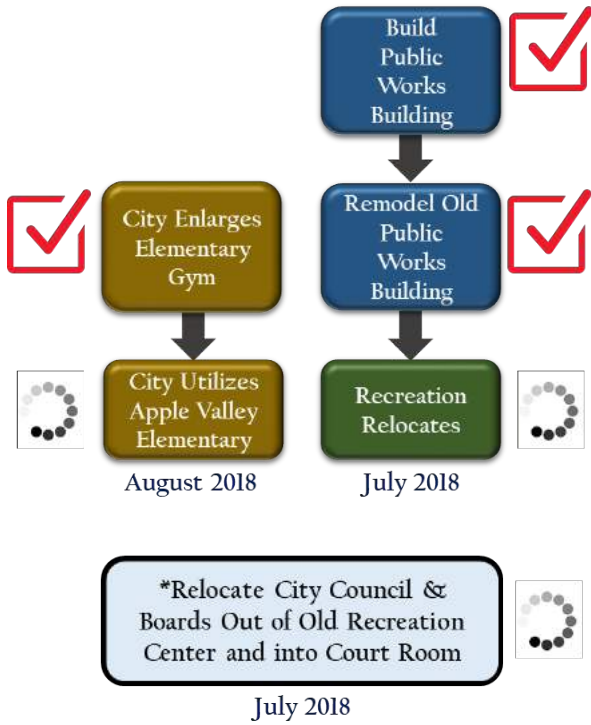 Build
Public
Works
Building
City Enlarges
Elementary
Gym
Remodel Old
Public
Works
Building
City Utilizes
Apple Valley
Elementary
Recreation
Relocates
August 2018
July 2018
*Relocate City Council &
Boards Out of Old Recreation
Center and into Court Room
July 2018